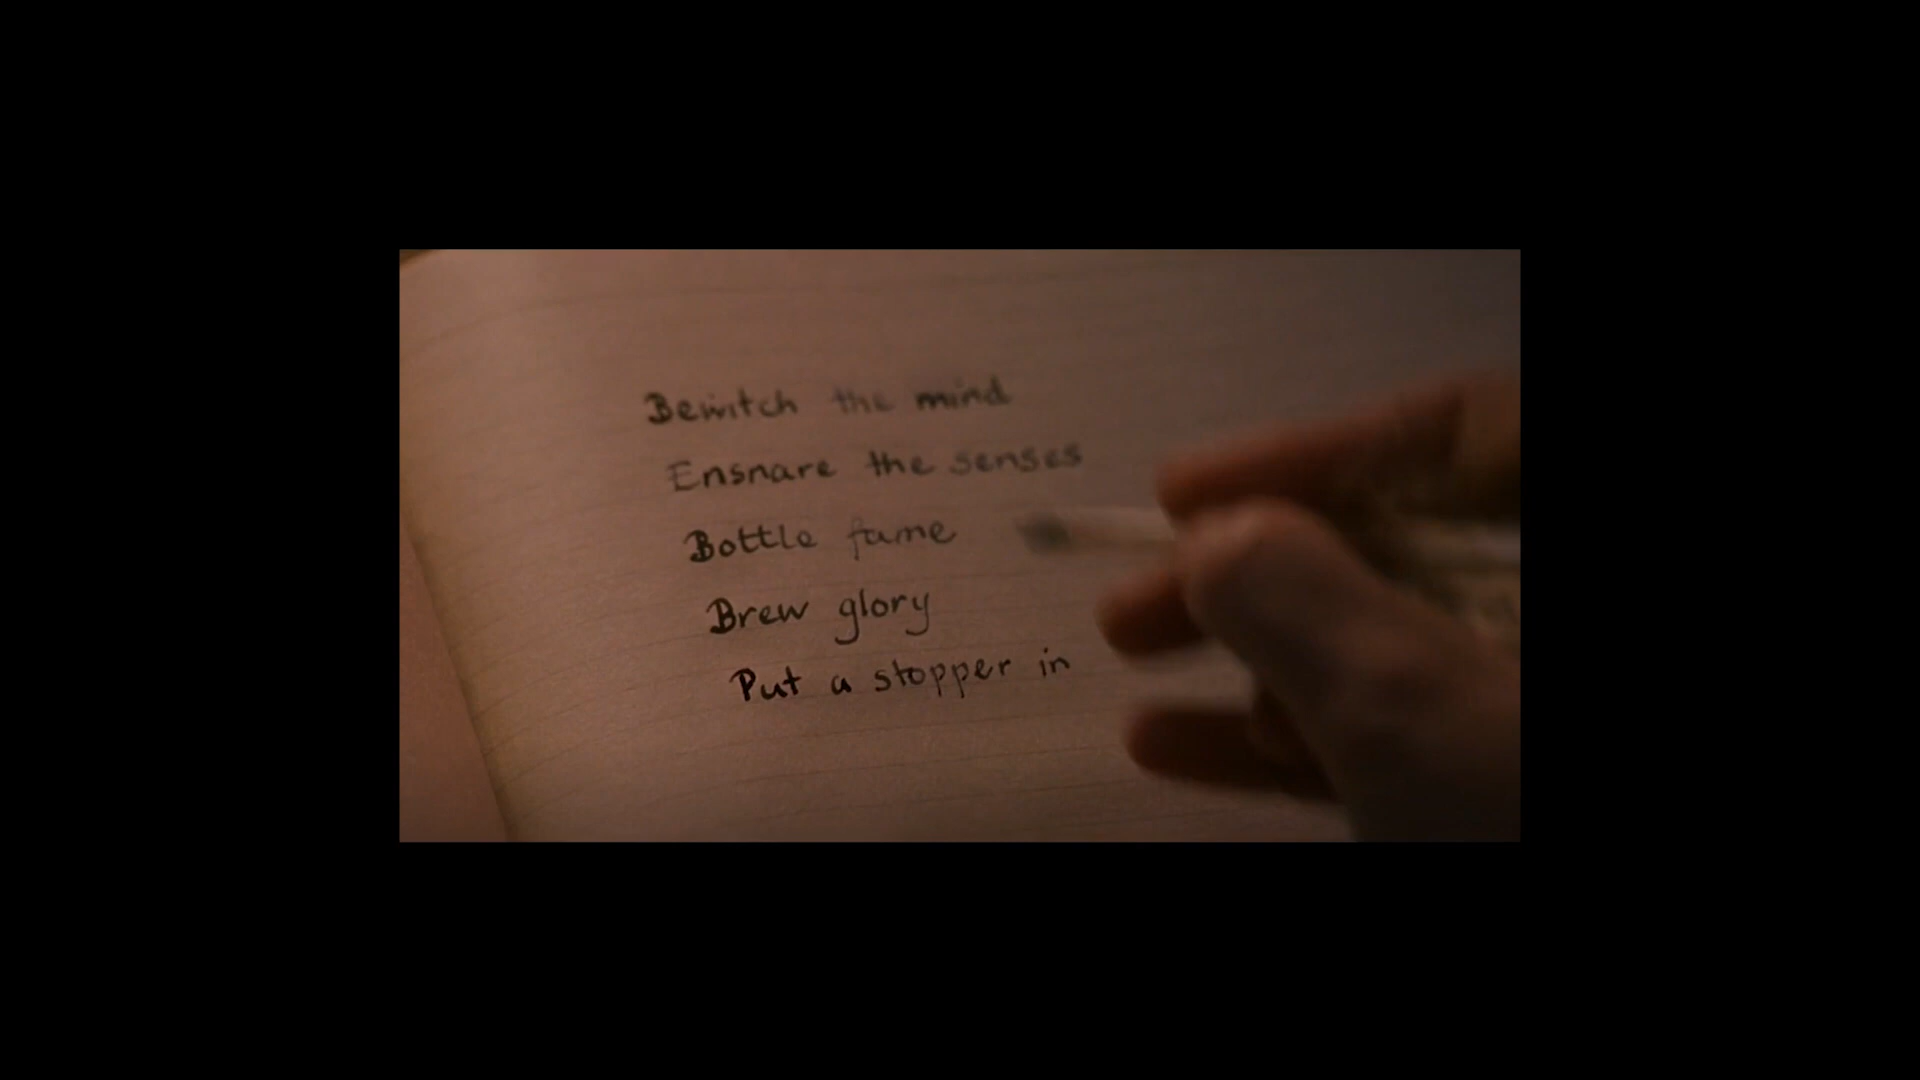 Bewitch the mind
Ensnare the senses
Bottle fame
Brew glory
Put a stopper in